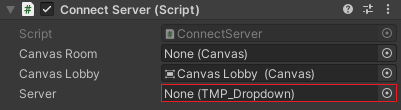 Connect Server (Script)
Script ConnectServer
Canvas Room None (Canvas)
Canvas Lobby Canvas Lobby (Canvas)
Server None (TMP_Dropdown)